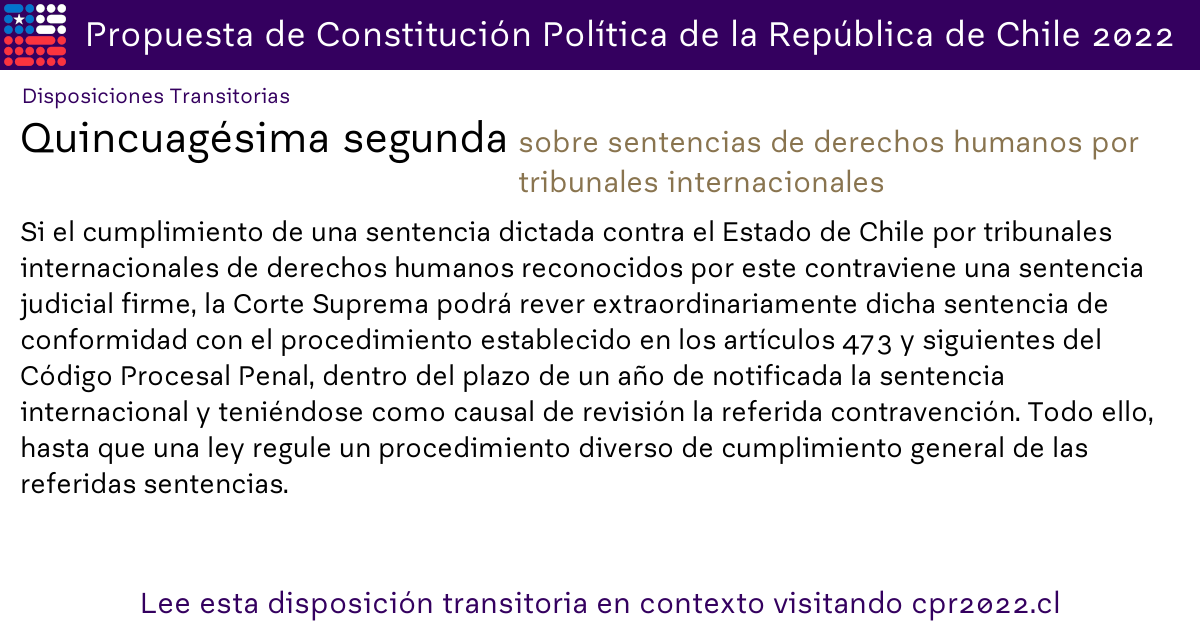 Propuesta de Constitución Política de la República de Chile 2022
Disposiciones Transitorias
Quincuagésima segunda sobre sentencias de derechos humanos por
tribunales internacionales
Si el cumplimiento de una sentencia dictada contra el Estado de Chile por tribunales
internacionales de derechos humanos reconocidos por este contraviene una sentencia
judicial firme, la Corte Suprema podrá rever extraordinariamente dicha sentencia de
conformidad con el procedimiento establecido en los artículos 473 y siguientes del
Código Procesal Penal, dentro del plazo de un año de notificada la sentencia
internacional y teniéndose como causal de revisión la referida contravención. Todo ello,
hasta que una ley regule un procedimiento diverso de cumplimiento general de las
referidas sentencias.
Lee esta disposición transitoria en contexto visitando cpr2022.cl